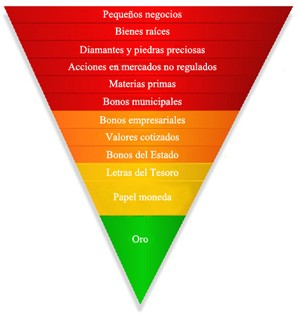 Pequeños negocios
Bienes raíces
Diamantes y piedras preciosas
Acciones en mercados no regulados
Materias primas
Bonos municipales
Bonos empresariales
Valores cotizados
Bonos del Estado
Letras del Tesoro
Papel moneda
Oro